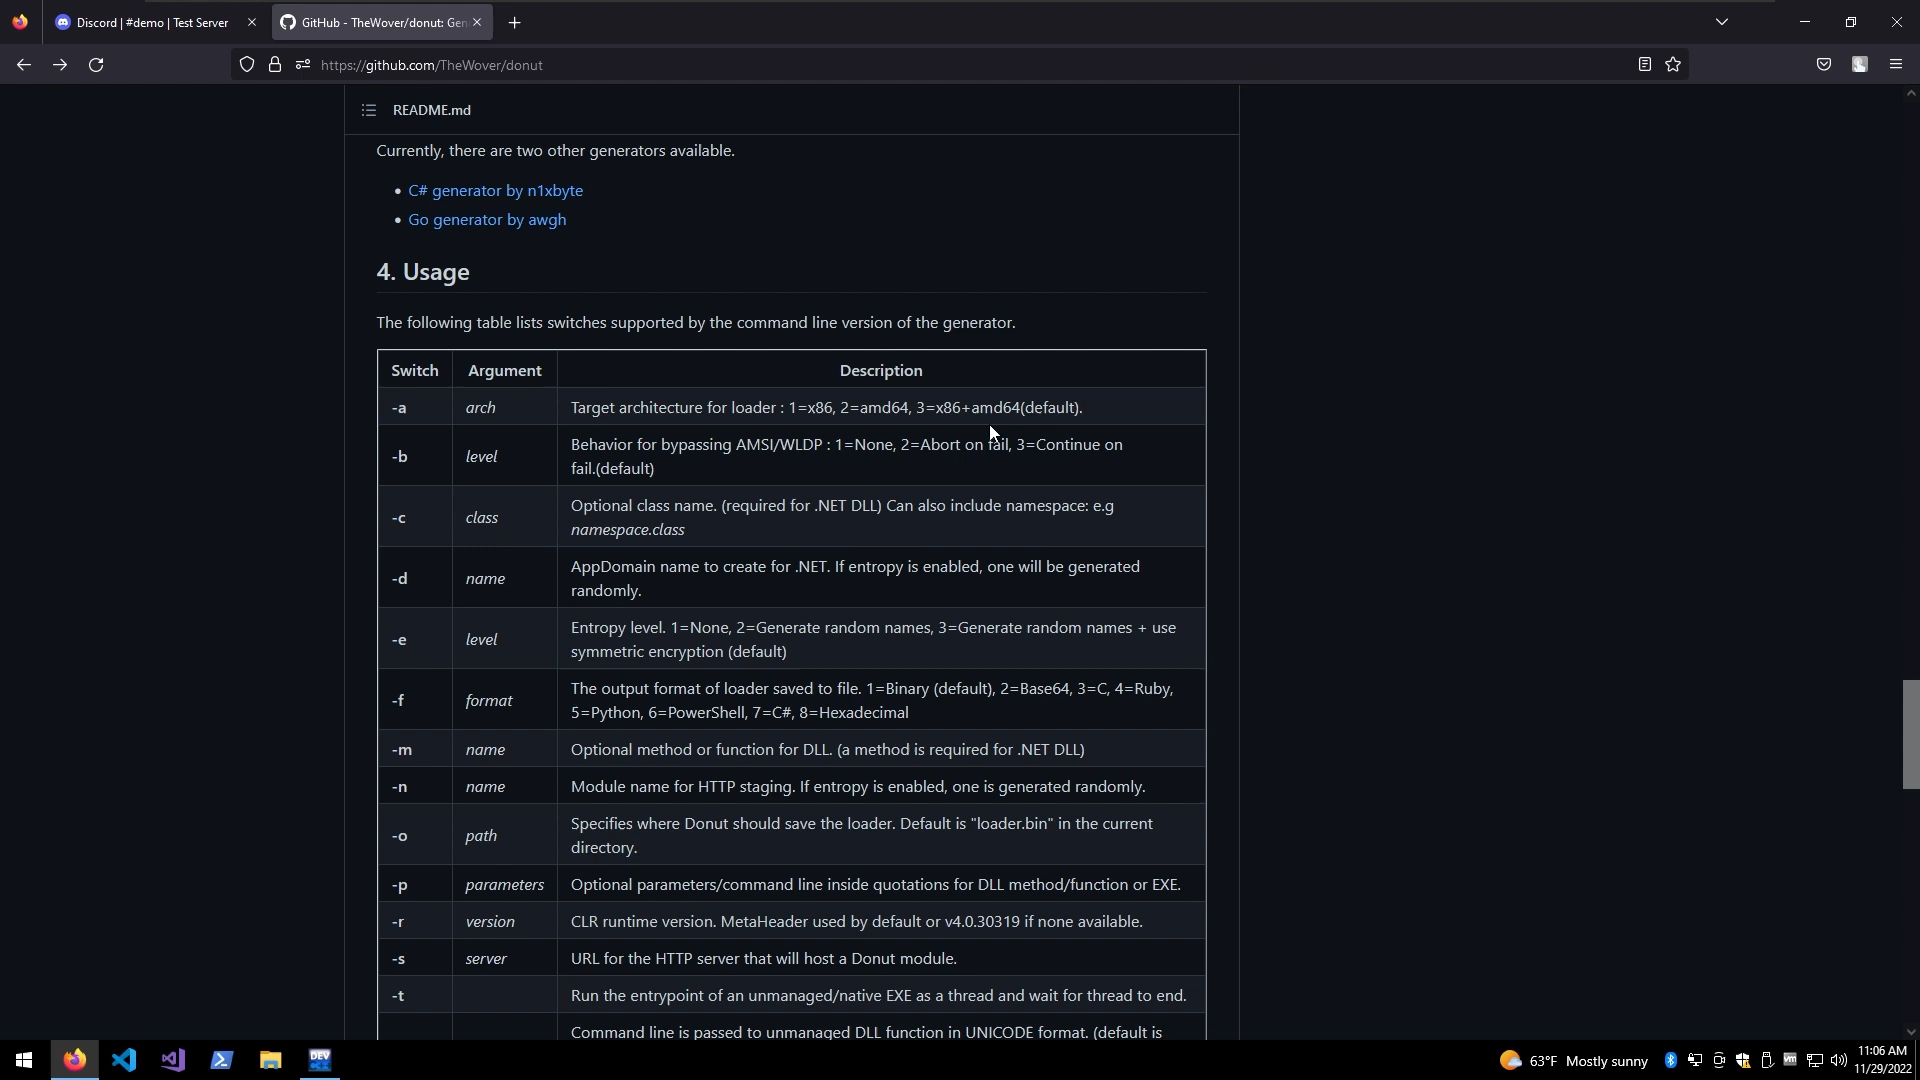 Discord | #demo | Test Server
GitHub - TheWover/donut: Gen
https://github.com/TheWover/donut
README.md
Currently, there are two other generators available.
• C# generator by n1xbyte
• Go generator by awgh
4. Usage
The following table lists switches supported by the command line version of the generator.
Switch Argument Description
-a arch Target architecture for loader : 1=x86, 2=amd64, 3=x86+amd64(default).
-b level Behavior for bypassing AMSI/WLDP : 1=None, 2=Abort on fail, 3=Continue on
fail.(default)
-c class Optional class name. (required for .NET DLL) Can also include namespace: e.g
namespace.class
-d name AppDomain name to create for .NET. If entropy is enabled, one will be generated
randomly.
-e level Entropy level. 1=None, 2=Generate random names, 3=Generate random names + use
symmetric encryption (default)
-f format The output format of loader saved to file. 1=Binary (default), 2=Base64, 3=C, 4=Ruby,
5=Python, 6=PowerShell, 7=C#, 8=Hexadecimal
-m name Optional method or function for DLL. (a method is required for .NET DLL)
-n name Module name for HTTP staging. If entropy is enabled, one is generated randomly.
-o path Specifies where Donut should save the loader. Default is "loader.bin" in the current
directory.
-p parameters Optional parameters/command line inside quotations for DLL method/function or EXE.
-r version CLR runtime version. MetaHeader used by default or v4.0.30319 if none available.
-s server URL for the HTTP server that will host a Donut module.
-t Run the entrypoint of an unmanaged/native EXE as a thread and wait for thread to end.
Command line is passed to unmanaged DLL function in UNICODE format. (default is
DEV
63°F Mostly sunny
vm
11:06 AM
11/29/2022